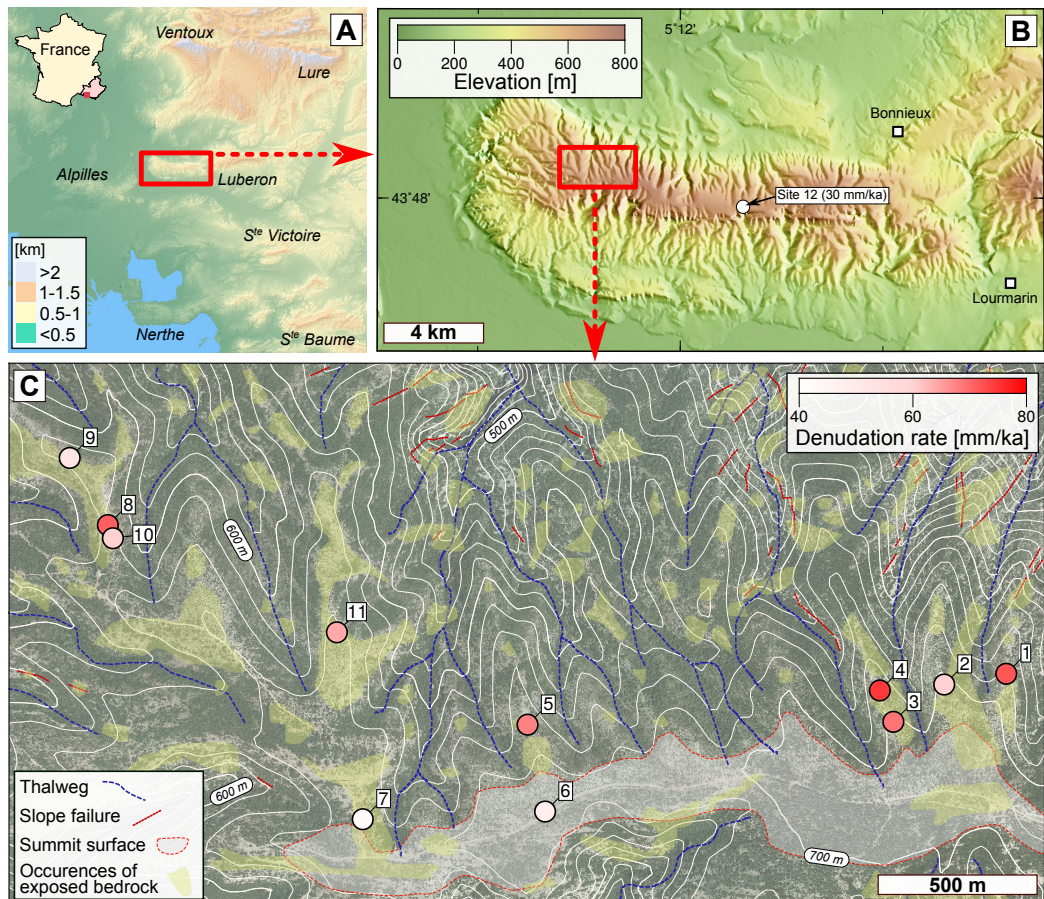 France
Ventoux
A
Lure
Alpilles
Luberon
Ste Victoire
Nerthe
Ste Baume
[km]
>2
1-1.5
0.5-1
<0.5
0 200 400 600 800
Elevation [m]
5°12'
B
Bonnieux
43°48'
Site 12 (30 mm/ka)
Lourmarin
4 km
C
40 60 80
Denudation rate [mm/ka]
500 m
9
8
10
600 m
11
1
2
4
3
5
6
7
600 m
700 m
Thalweg
Slope failure
Summit surface
Occurences of
exposed bedrock
500 m